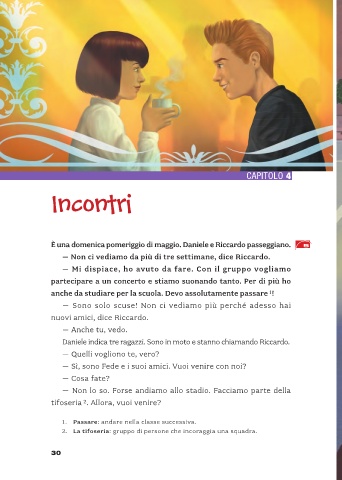 CAPITOLO 4
Incontri
È una domenica pomeriggio di maggio. Daniele e Riccardo passeggiano.
— Non ci vediamo da più di tre settimane, dice Riccardo.
— Mi dispiace, ho avuto da fare. Con il gruppo vogliamo
partecipare a un concerto e stiamo suonando tanto. Per di più ho
anche da studiare per la scuola. Devo assolutamente passare ¹!
— Sono solo scuse! Non ci vediamo più perché adesso hai
nuovi amici, dice Riccardo.
— Anche tu, vedo.
Daniele indica tre ragazzi. Sono in moto e stanno chiamando Riccardo.
— Quelli vogliono te, vero?
— Sì, sono Fede e i suoi amici. Vuoi venire con noi?
— Cosa fate?
— Non lo so. Forse andiamo allo stadio. Facciamo parte della
tifoseria ². Allora, vuoi venire?
1. Passare: andare nella classe successiva.
2. La tifoseria: gruppo di persone che incoraggia una squadra.
30